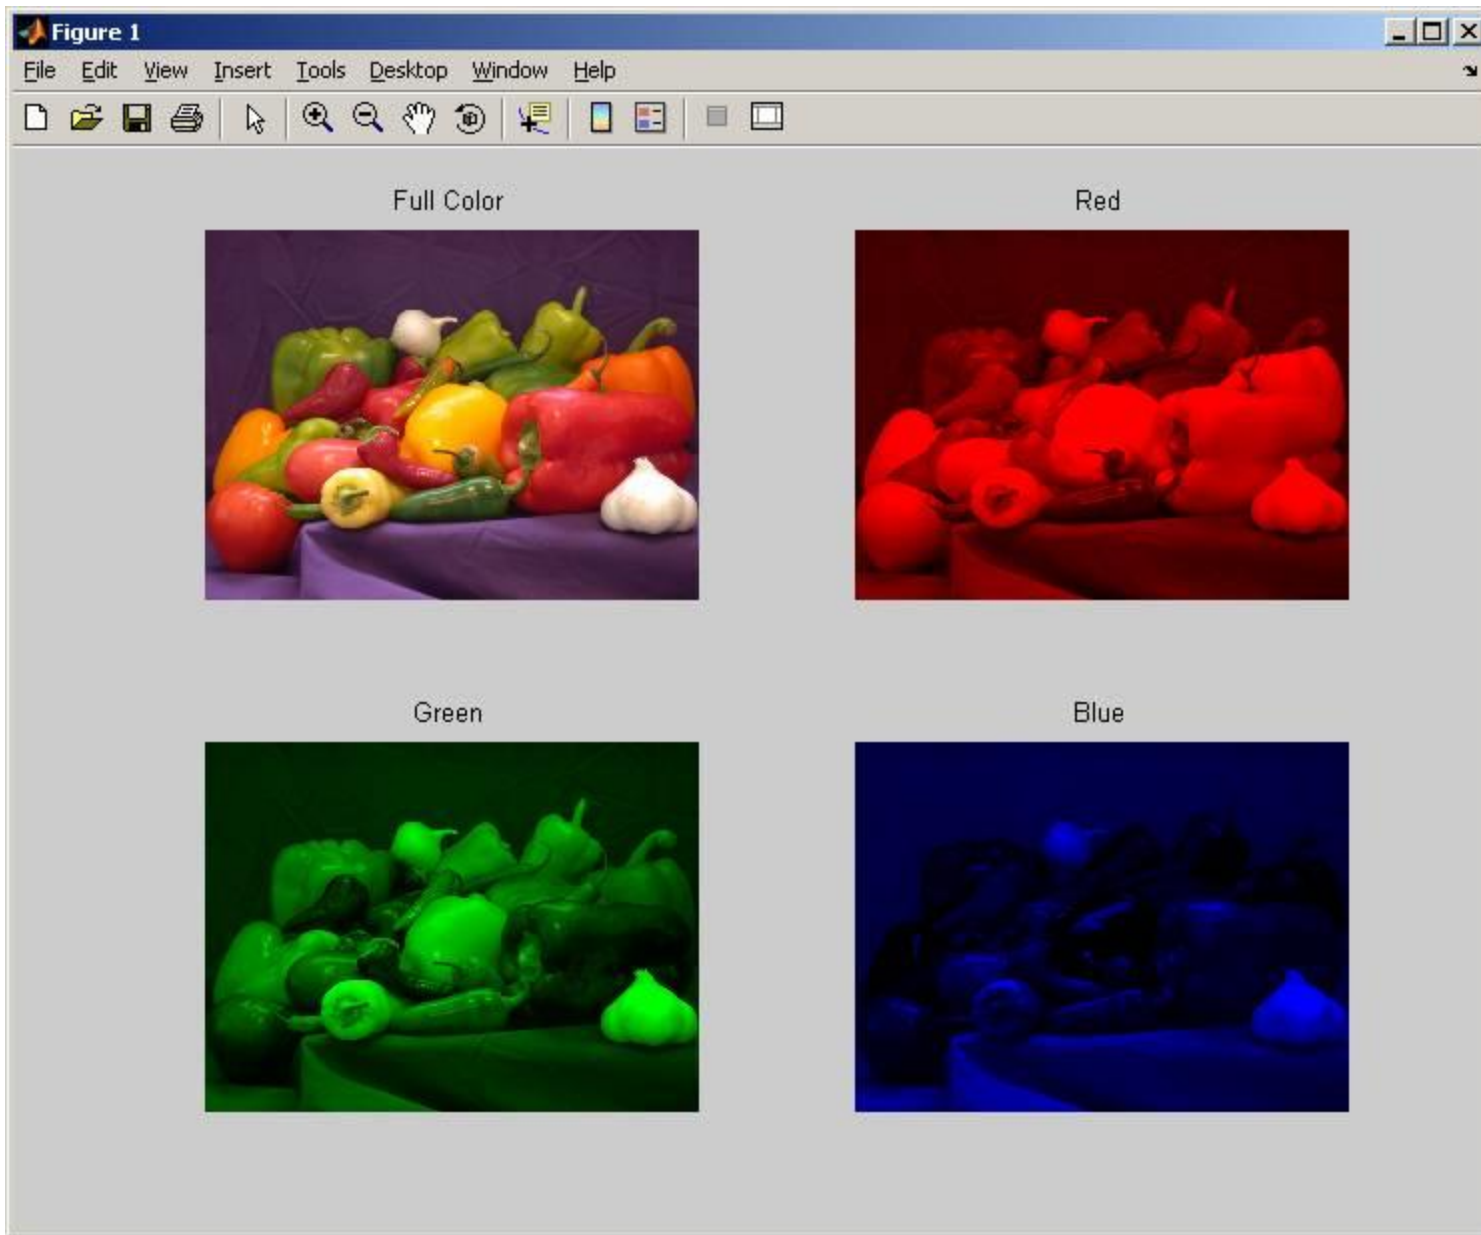 Figure 1
File Edit View Insert Tools Desktop Window Help
Full Color
Red
Green
Blue